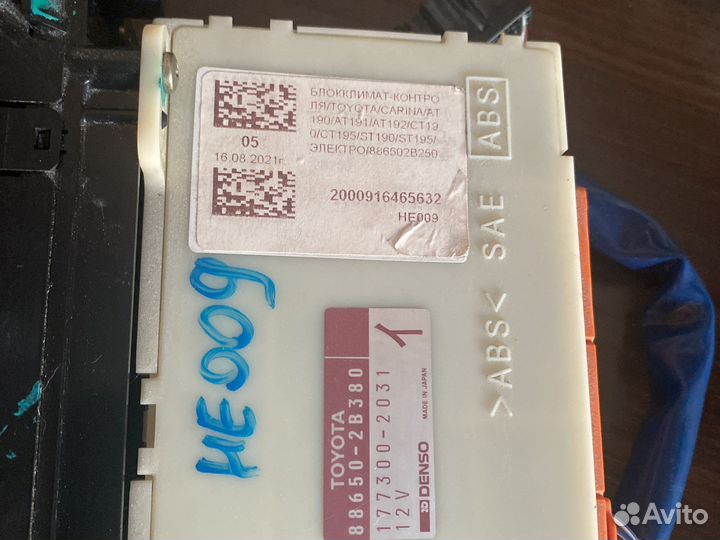 БЛОККЛИМАТ-КОНТРО
ЛЯ/TOYOTA/CARINA/AT
190/AT191/AT192/CT19
0/CT195/ST190/ST195/
ЭЛЕКТРО/886502B250
05
16.08.2021г.
2000916465632
HE009
HE009
TOYOTA
88650-2B380
177300-2031
12V
DENSO
MADE IN JAPAN
イ
>ABS< SAE ABS
Avito